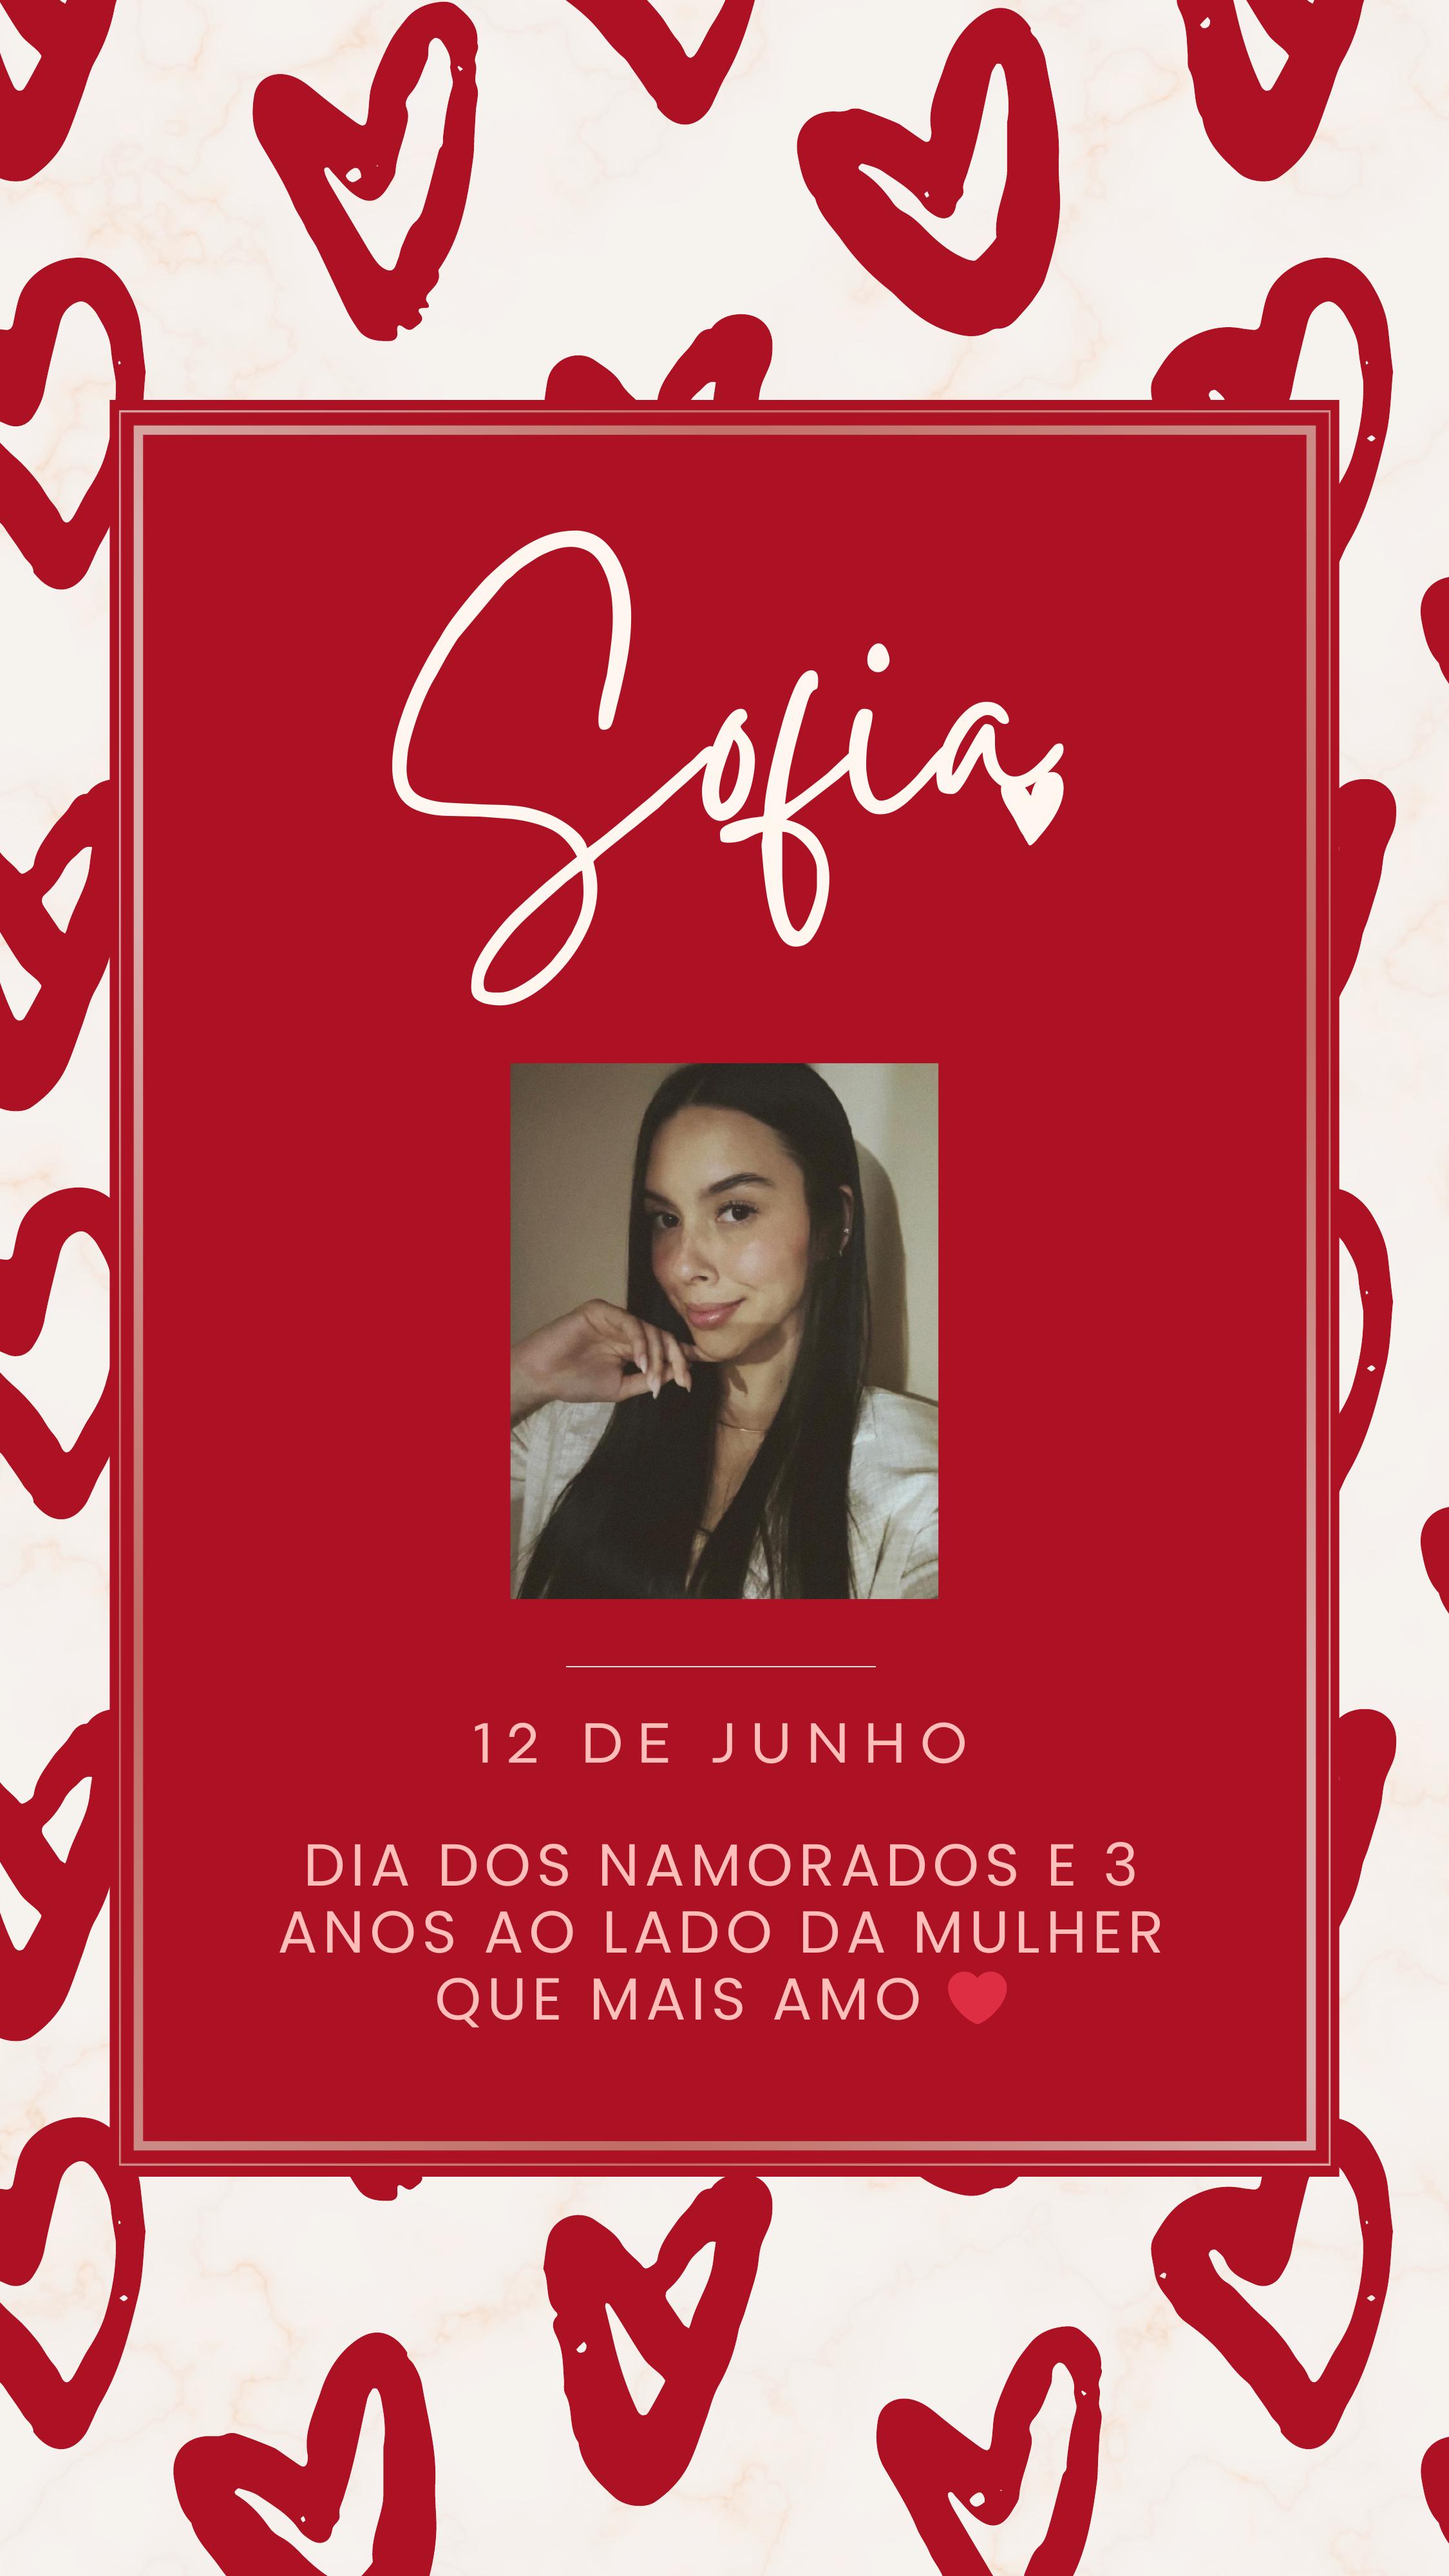 Sofia
12 DE JUNHO
DIA DOS NAMORADOS E 3
ANOS AO LADO DA MULHER
QUE MAIS AMO ❤️